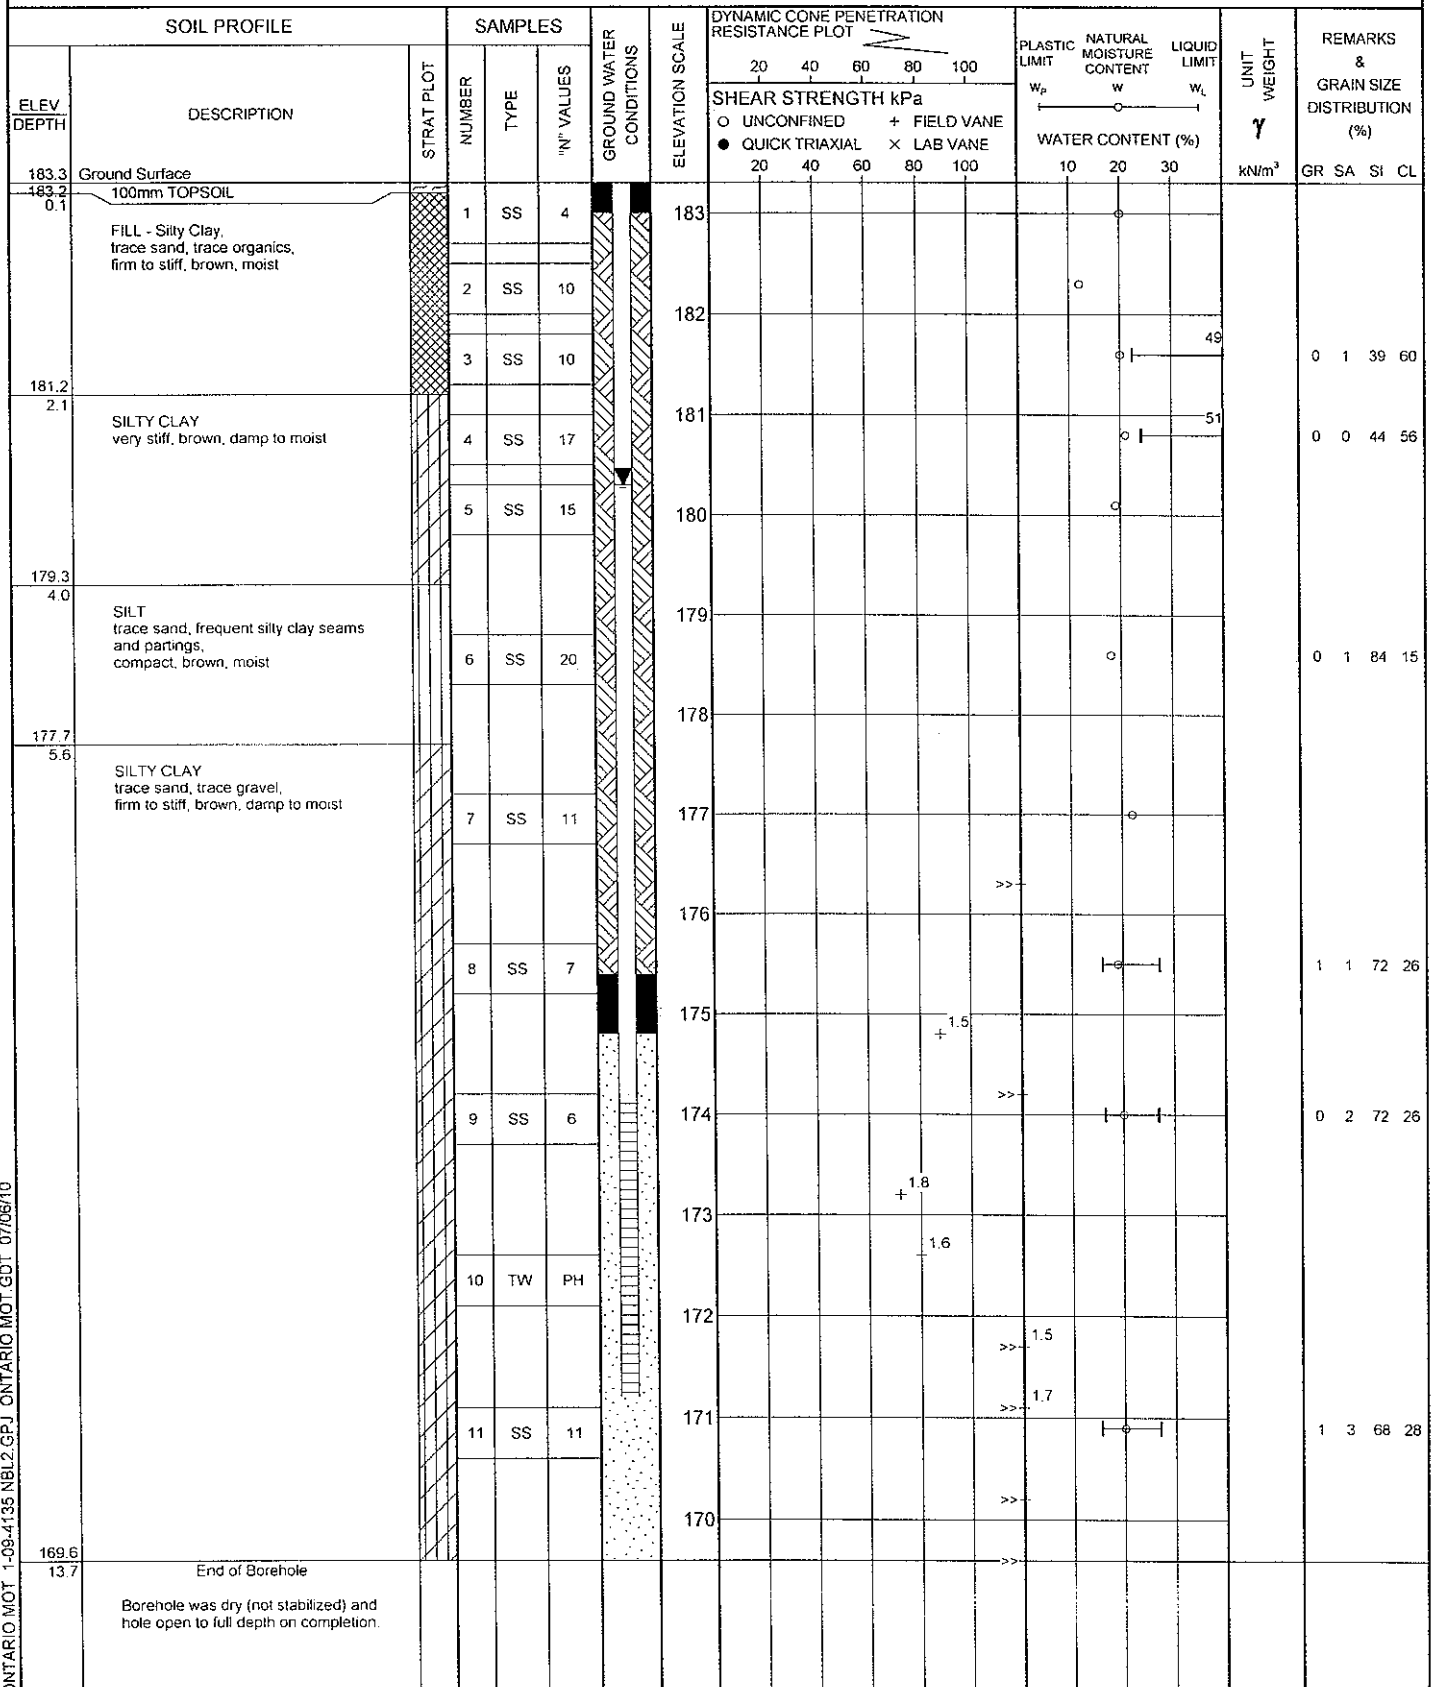 SOIL PROFILE
SAMPLES
GROUND WATER
CONDITIONS
ELEVATION SCALE
DYNAMIC CONE PENETRATION
RESISTANCE PLOT
20 40 60 80 100
PLASTIC
LIMIT
NATURAL
MOISTURE
CONTENT
LIQUID
LIMIT
UNIT
WEIGHT
REMARKS
&
GRAIN SIZE
DISTRIBUTION
(%)
ELEV
DEPTH
DESCRIPTION
STRAT PLOT
NUMBER
TYPE
"N" VALUES
SHEAR STRENGTH kPa
O UNCONFINED + FIELD VANE
● QUICK TRIAXIAL × LAB VANE
20 40 60 80 100
WP W WL
WATER CONTENT (%)
10 20 30
γ
kN/m³
GR SA SI CL
183.3 Ground Surface
183.2 100mm TOPSOIL
0.1
FILL - Silty Clay,
trace sand, trace organics,
firm to stiff, brown, moist
1 SS 4
183
2 SS 10
182
49
3 SS 10
0 1 39 60
181.2
2.1
SILTY CLAY
very stiff, brown, damp to moist
181
51
4 SS 17
0 0 44 56
5 SS 15
180
179.3
4.0
SILT
trace sand, frequent silty clay seams
and partings,
compact, brown, moist
179
6 SS 20
0 1 84 15
178
177.7
5.6
SILTY CLAY
trace sand, trace gravel,
firm to stiff, brown, damp to moist
7 SS 11
177
>>+
176
8 SS 7
1 1 72 26
175
1.5
+
>>+
9 SS 6
174
0 2 72 26
1.8
+
173
1.6
+
10 TW PH
172
1.5
>>+
1.7
>>+
171
11 SS 11
1 3 68 28
>>+
170
>>+
169.6
13.7
End of Borehole
Borehole was dry (not stabilized) and
hole open to full depth on completion.
ONTARIO MOT 1-09-4135 NBL2.GPJ ONTARIO MOT.GDT 07/06/10